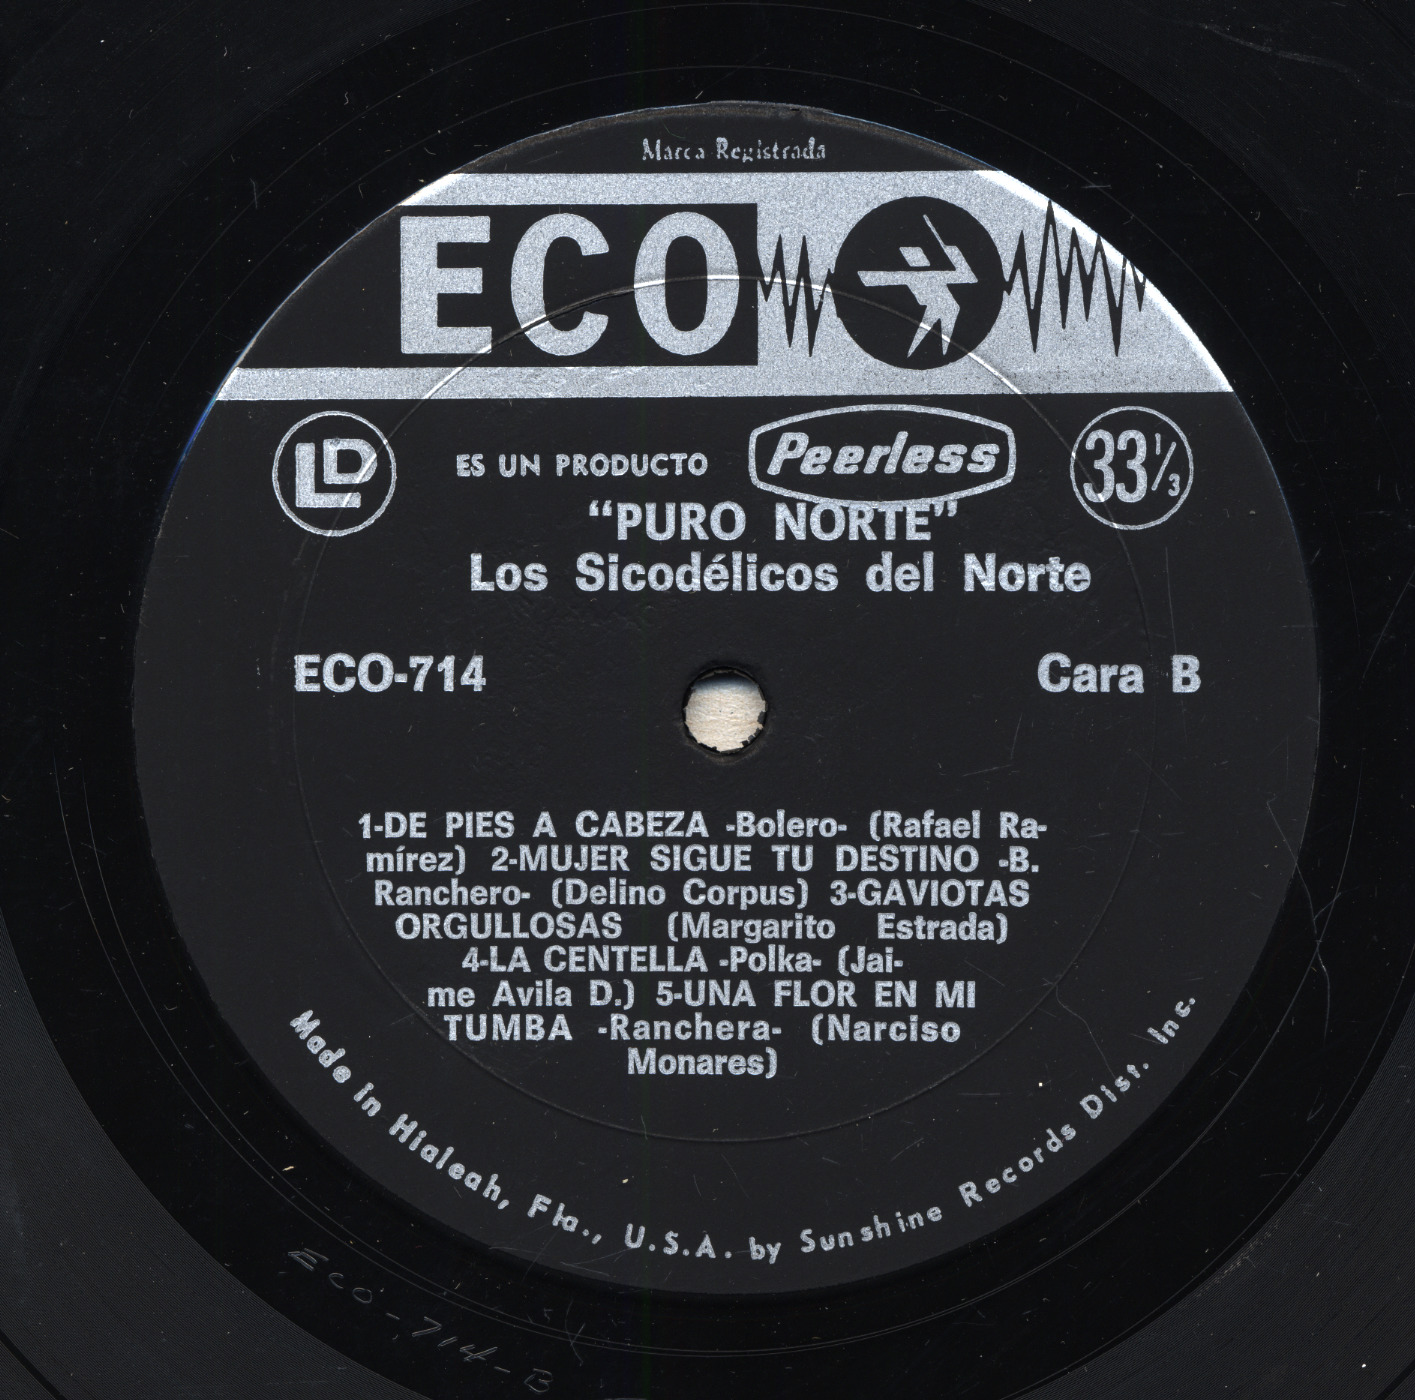 Marca Registrada
ECO
LD
ES UN PRODUCTO
Peerless
33 1/3
“PURO NORTE”
Los Sicodélicos del Norte
ECO-714
Cara B
1-DE PIES A CABEZA -Bolero- (Rafael Ra-
mírez) 2-MUJER SIGUE TU DESTINO -B.
Ranchero- (Delino Corpus) 3-GAVIOTAS
ORGULLOSAS (Margarito Estrada)
4-LA CENTELLA -Polka- (Jai-
me Avila D.) 5-UNA FLOR EN MI
TUMBA -Ranchera- (Narciso
Monares)
Made in Hialeah, Fla., U.S.A. by Sunshine Records Dist. Inc.
ECO-714-B